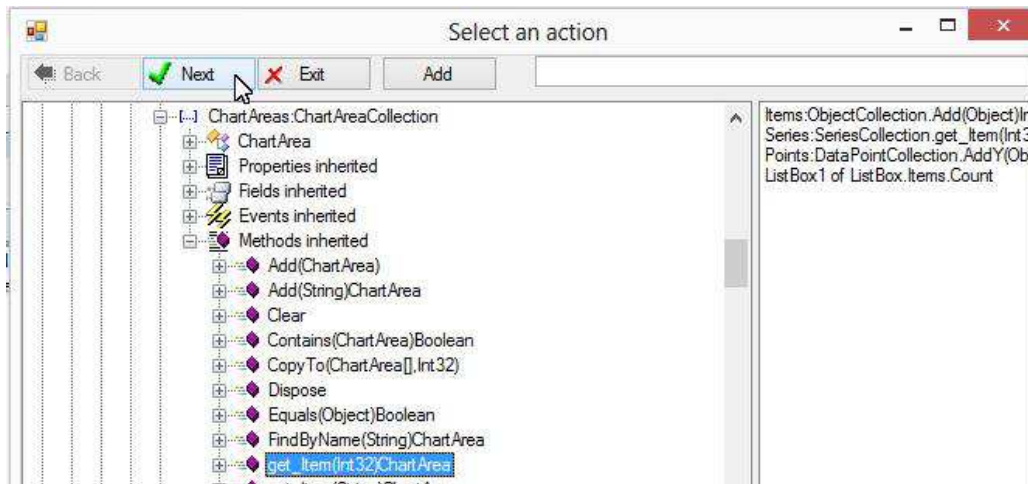 Select an action
Back Next Exit Add
ChartAreas:ChartAreaCollection
ChartArea
Properties inherited
Fields inherited
Events inherited
Methods inherited
Add(ChartArea)
Add(String)ChartArea
Clear
Contains(ChartArea)Boolean
CopyTo(ChartArea[],Int32)
Dispose
Equals(Object)Boolean
FindByName(String)ChartArea
get_Item(Int32)ChartArea
Items:ObjectCollection.Add(Object)In
Series:SeriesCollection.get_Item(Int3
Points:DataPointCollection.AddY(Ob
ListBox1 of ListBox.Items.Count